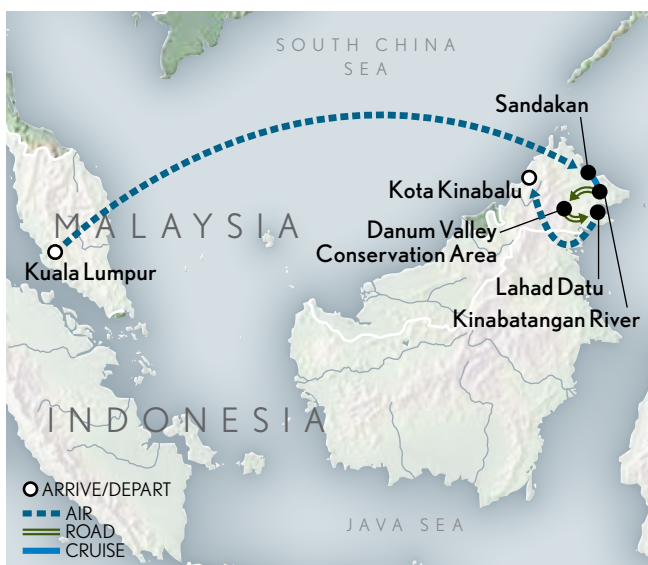 SOUTH CHINA
SEA
Sandakan
Kota Kinabalu
MALAYSIA
Danum Valley
Conservation Area
Kuala Lumpur
Lahad Datu
Kinabatangan River
INDONESIA
ARRIVE/DEPART
AIR
ROAD
CRUISE
JAVA SEA